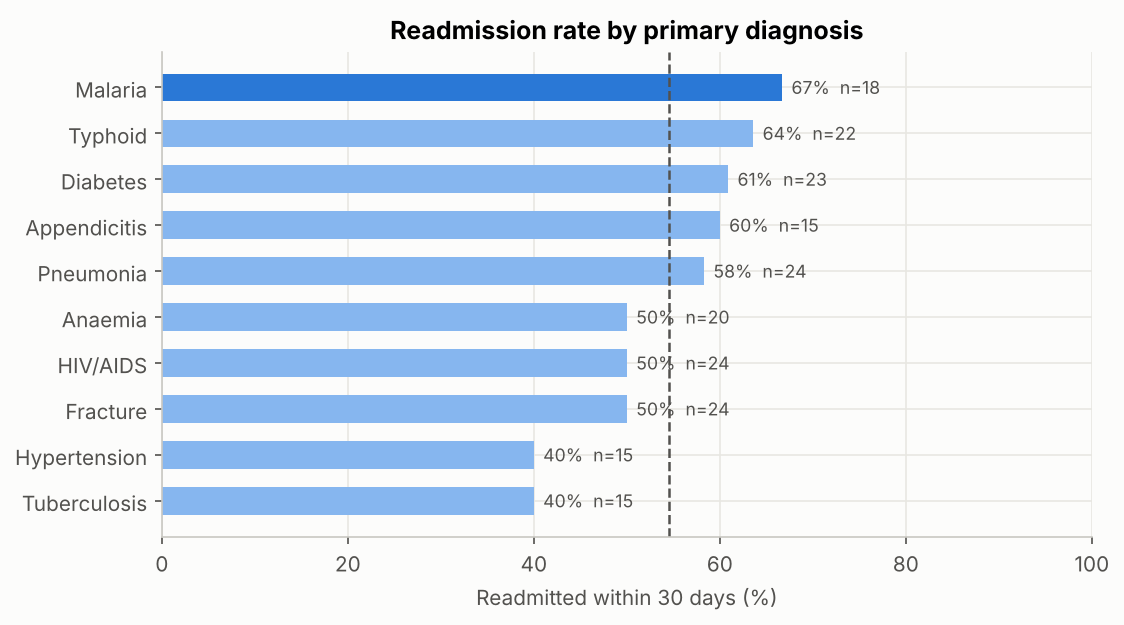 Readmission rate by primary diagnosis
Malaria 67% n=18
Typhoid 64% n=22
Diabetes 61% n=23
Appendicitis 60% n=15
Pneumonia 58% n=24
Anaemia 50% n=20
HIV/AIDS 50% n=24
Fracture 50% n=24
Hypertension 40% n=15
Tuberculosis 40% n=15
0 20 40 60 80 100
Readmitted within 30 days (%)